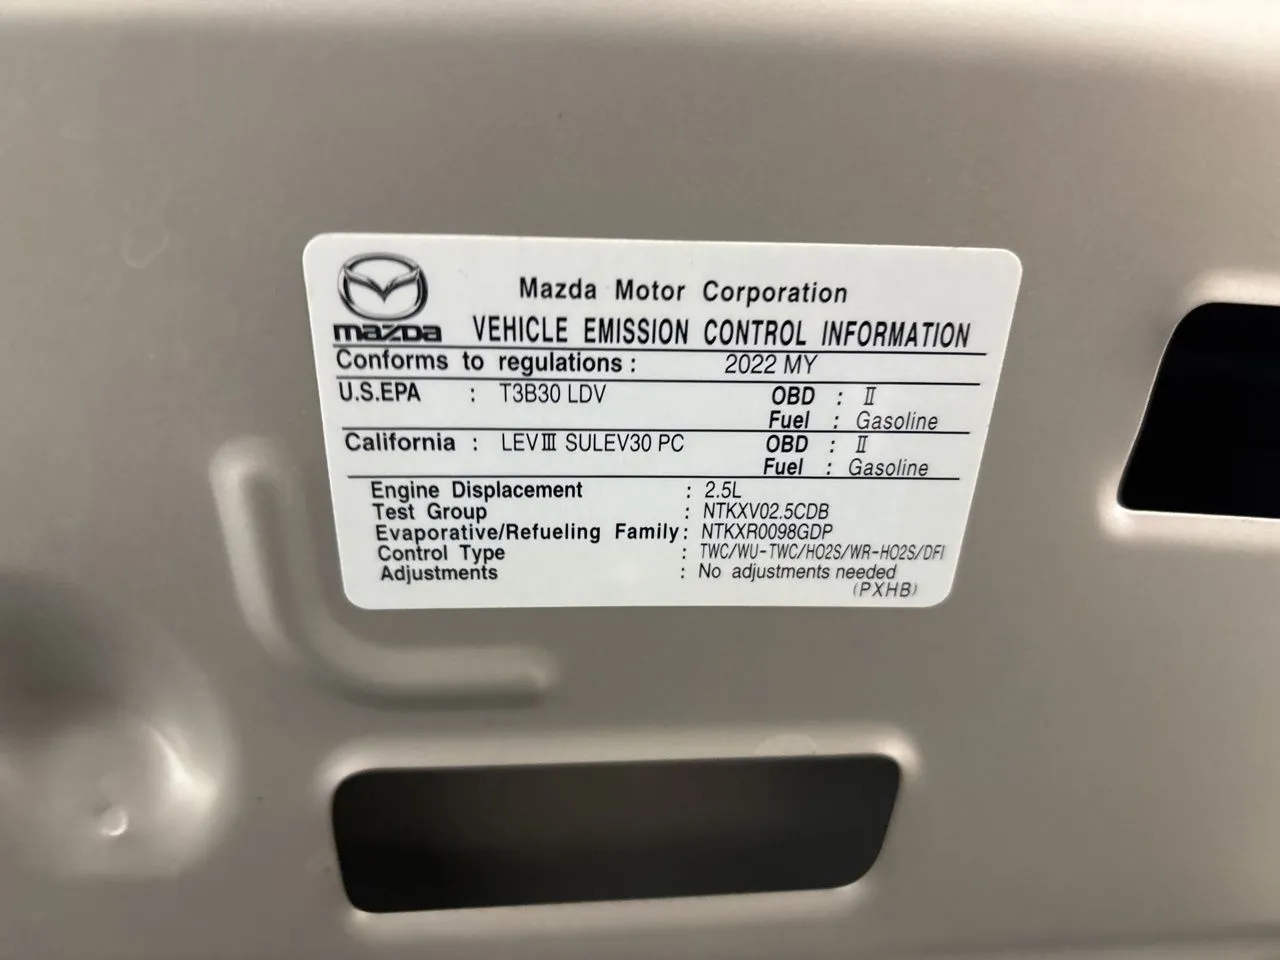 Mazda Motor Corporation
mazda VEHICLE EMISSION CONTROL INFORMATION
Conforms to regulations : 2022 MY
U.S.EPA : T3B30 LDV OBD : Ⅱ
Fuel : Gasoline
California : LEVⅢ SULEV30 PC OBD : Ⅱ
Fuel : Gasoline
Engine Displacement : 2.5L
Test Group : NTKXV02.5CDB
Evaporative/Refueling Family : NTKXR0098GDP
Control Type : TWC/WU-TWC/HO2S/WR-HO2S/DFI
Adjustments : No adjustments needed
(PXHB)